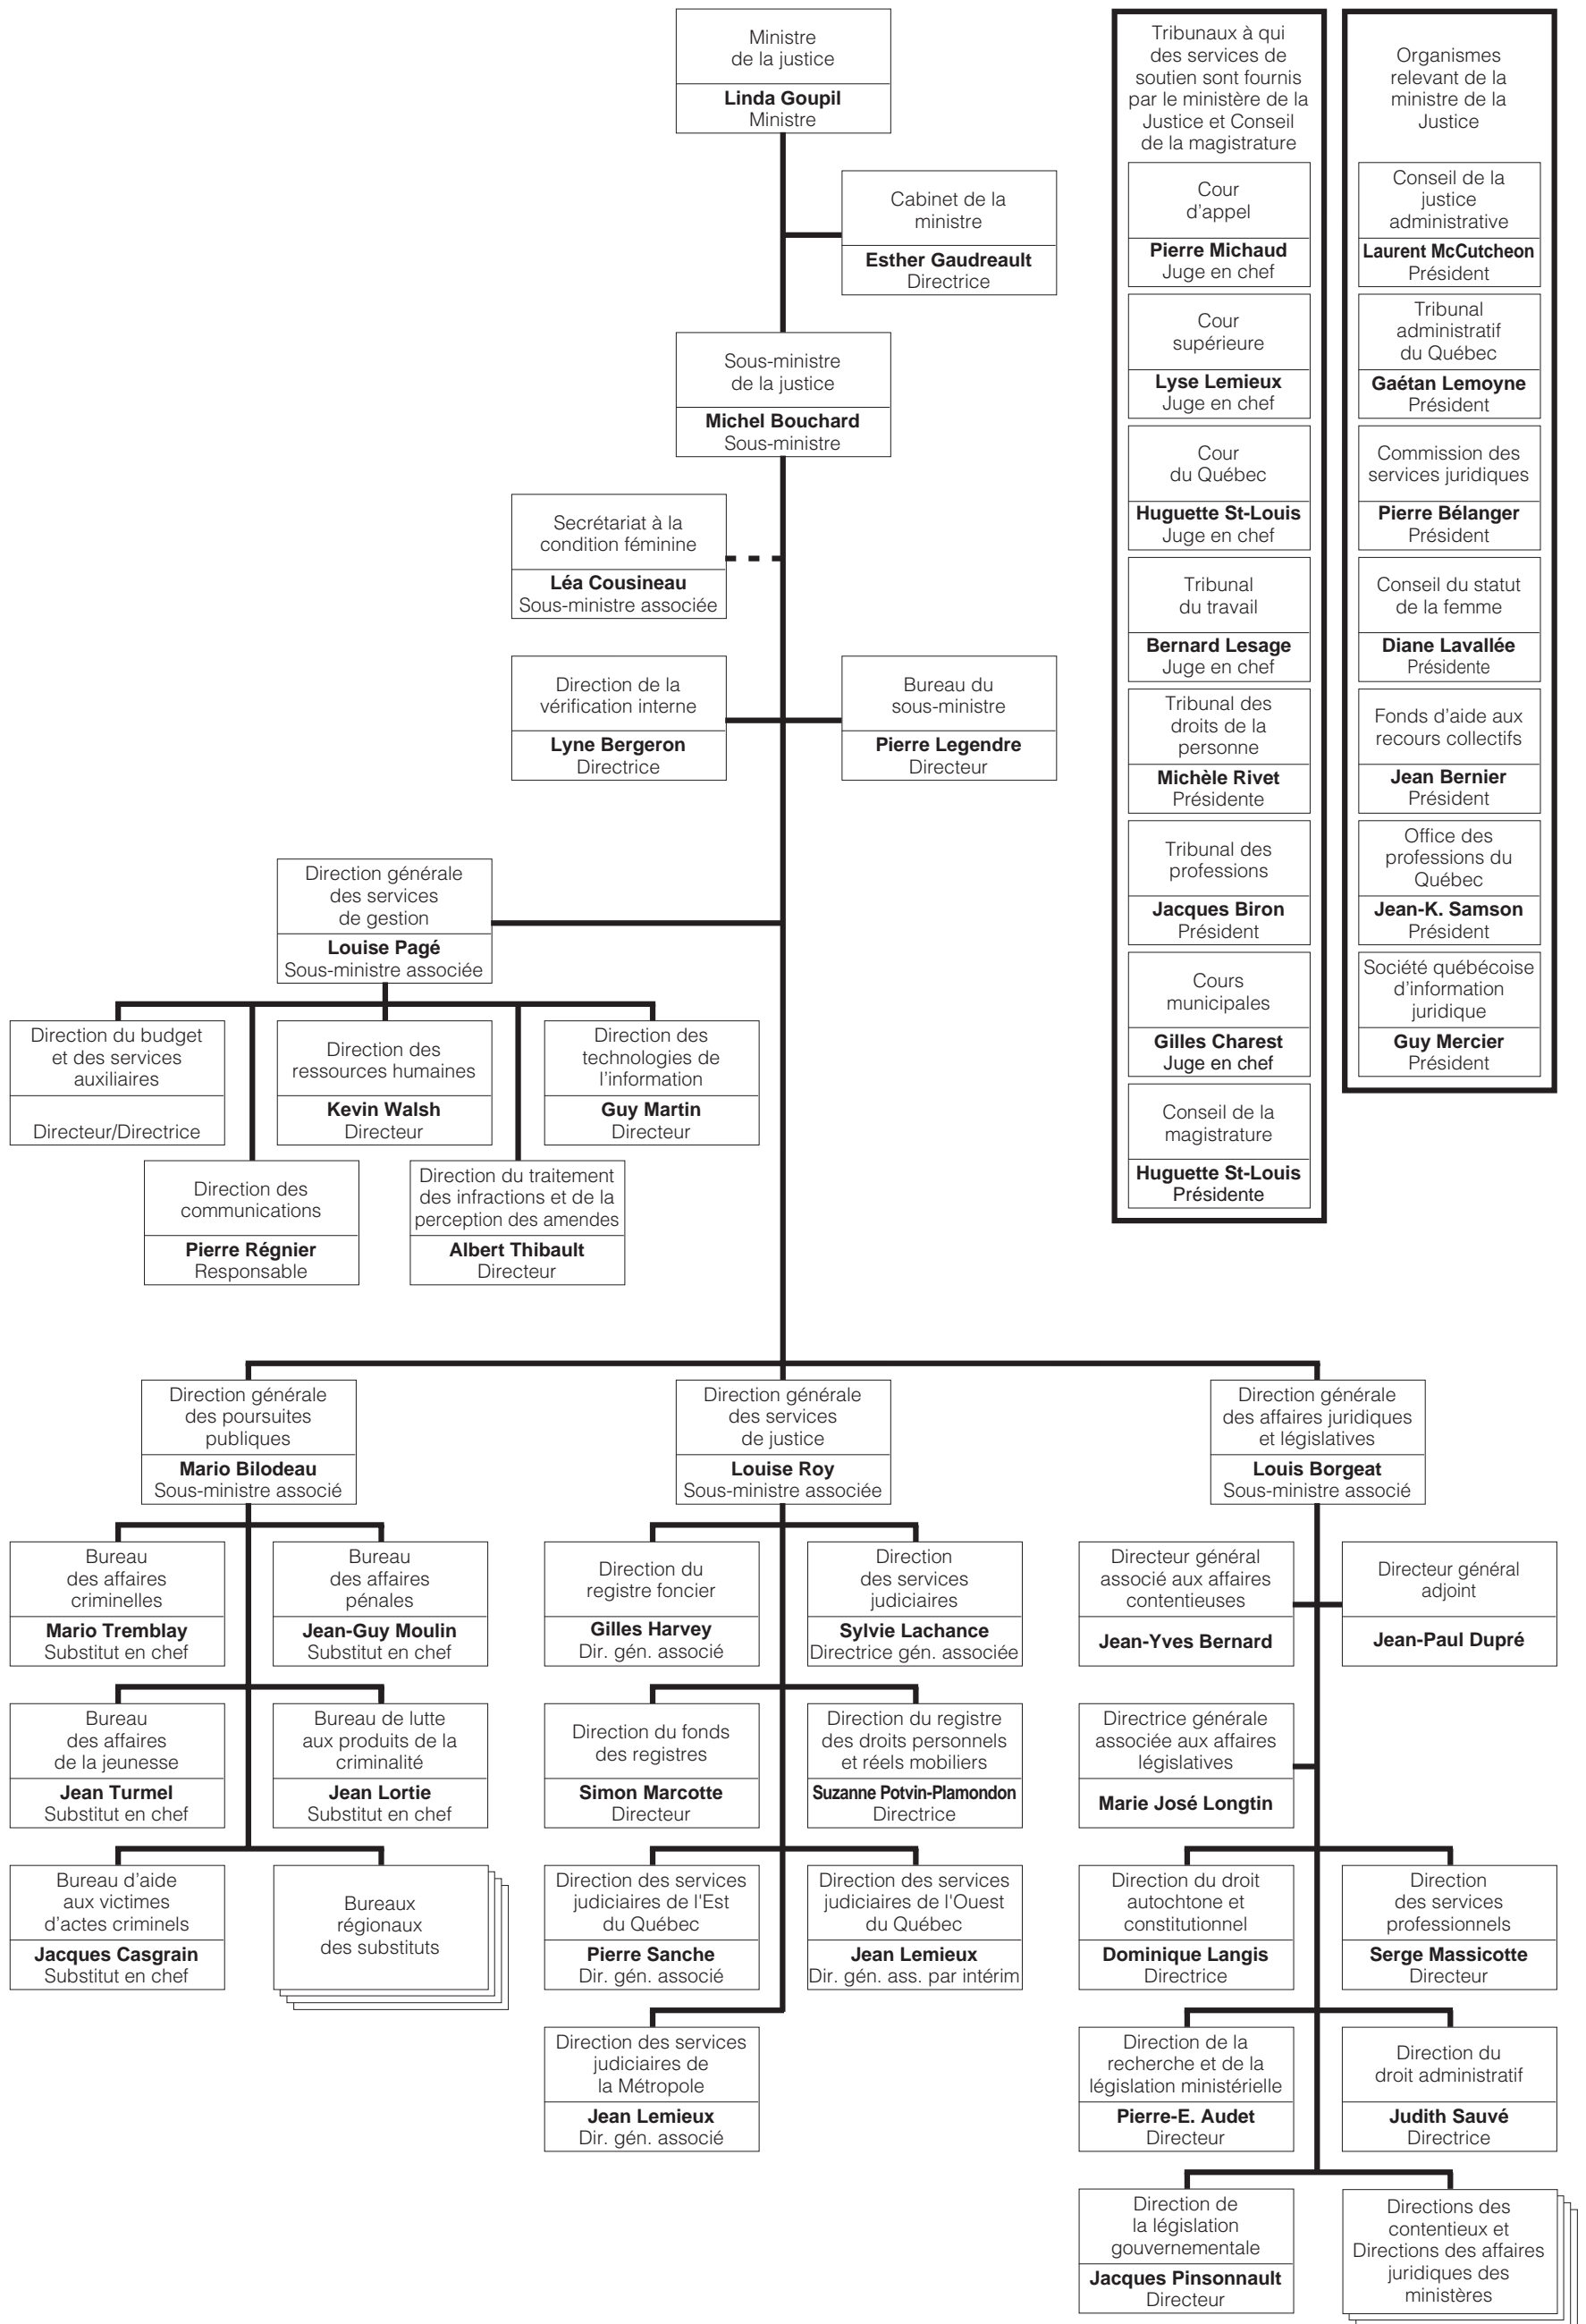 Ministre
de la justice
Linda Goupil
Ministre
Cabinet de la
ministre
Esther Gaudreault
Directrice
Sous-ministre
de la justice
Michel Bouchard
Sous-ministre
Secrétariat à la
condition féminine
Léa Cousineau
Sous-ministre associée
Direction de la
vérification interne
Lyne Bergeron
Directrice
Bureau du
sous-ministre
Pierre Legendre
Directeur
Direction générale
des services
de gestion
Louise Pagé
Sous-ministre associée
Direction du budget
et des services
auxiliaires
Directeur/Directrice
Direction des
ressources humaines
Kevin Walsh
Directeur
Direction des
technologies de
l'information
Guy Martin
Directeur
Direction des
communications
Pierre Régnier
Responsable
Direction du traitement
des infractions et de la
perception des amendes
Albert Thibault
Directeur
Tribunaux à qui
des services de
soutien sont fournis
par le ministère de la
Justice et Conseil
de la magistrature
Cour
d'appel
Pierre Michaud
Juge en chef
Cour
supérieure
Lyse Lemieux
Juge en chef
Cour
du Québec
Huguette St-Louis
Juge en chef
Tribunal
du travail
Bernard Lesage
Juge en chef
Tribunal des
droits de la
personne
Michèle Rivet
Présidente
Tribunal des
professions
Jacques Biron
Président
Cours
municipales
Gilles Charest
Juge en chef
Conseil de la
magistrature
Huguette St-Louis
Présidente
Organismes
relevant de la
ministre de la
Justice
Conseil de la
justice
administrative
Laurent McCutcheon
Président
Tribunal
administratif
du Québec
Gaétan Lemoyne
Président
Commission des
services juridiques
Pierre Bélanger
Président
Conseil du statut
de la femme
Diane Lavallée
Présidente
Fonds d'aide aux
recours collectifs
Jean Bernier
Président
Office des
professions du
Québec
Jean-K. Samson
Président
Société québécoise
d'information
juridique
Guy Mercier
Président
Direction générale
des poursuites
publiques
Mario Bilodeau
Sous-ministre associé
Bureau
des affaires
criminelles
Mario Tremblay
Substitut en chef
Bureau
des affaires
pénales
Jean-Guy Moulin
Substitut en chef
Bureau
des affaires
de la jeunesse
Jean Turmel
Substitut en chef
Bureau de lutte
aux produits de la
criminalité
Jean Lortie
Substitut en chef
Bureau d'aide
aux victimes
d'actes criminels
Jacques Casgrain
Substitut en chef
Bureaux
régionaux
des substituts
Direction générale
des services
de justice
Louise Roy
Sous-ministre associée
Direction du
registre foncier
Gilles Harvey
Dir. gén. associé
Direction
des services
judiciaires
Sylvie Lachance
Directrice gén. associée
Direction du fonds
des registres
Simon Marcotte
Directeur
Direction du registre
des droits personnels
et réels mobiliers
Suzanne Potvin-Plamondon
Directrice
Direction des services
judiciaires de l'Est
du Québec
Pierre Sanche
Dir. gén. associé
Direction des services
judiciaires de l'Ouest
du Québec
Jean Lemieux
Dir. gén. ass. par intérim
Direction des services
judiciaires de
la Métropole
Jean Lemieux
Dir. gén. associé
Direction générale
des affaires juridiques
et législatives
Louis Borgeat
Sous-ministre associé
Directeur général
associé aux affaires
contentieuses
Jean-Yves Bernard
Directeur général
adjoint
Jean-Paul Dupré
Directrice générale
associée aux affaires
législatives
Marie José Longtin
Direction du droit
autochtone et
constitutionnel
Dominique Langis
Directrice
Direction
des services
professionnels
Serge Massicotte
Directeur
Direction de la
recherche et de la
législation ministérielle
Pierre-E. Audet
Directeur
Direction du
droit administratif
Judith Sauvé
Directrice
Direction de
la législation
gouvernementale
Jacques Pinsonnault
Directeur
Directions des
contentieux et
Directions des affaires
juridiques des
ministères